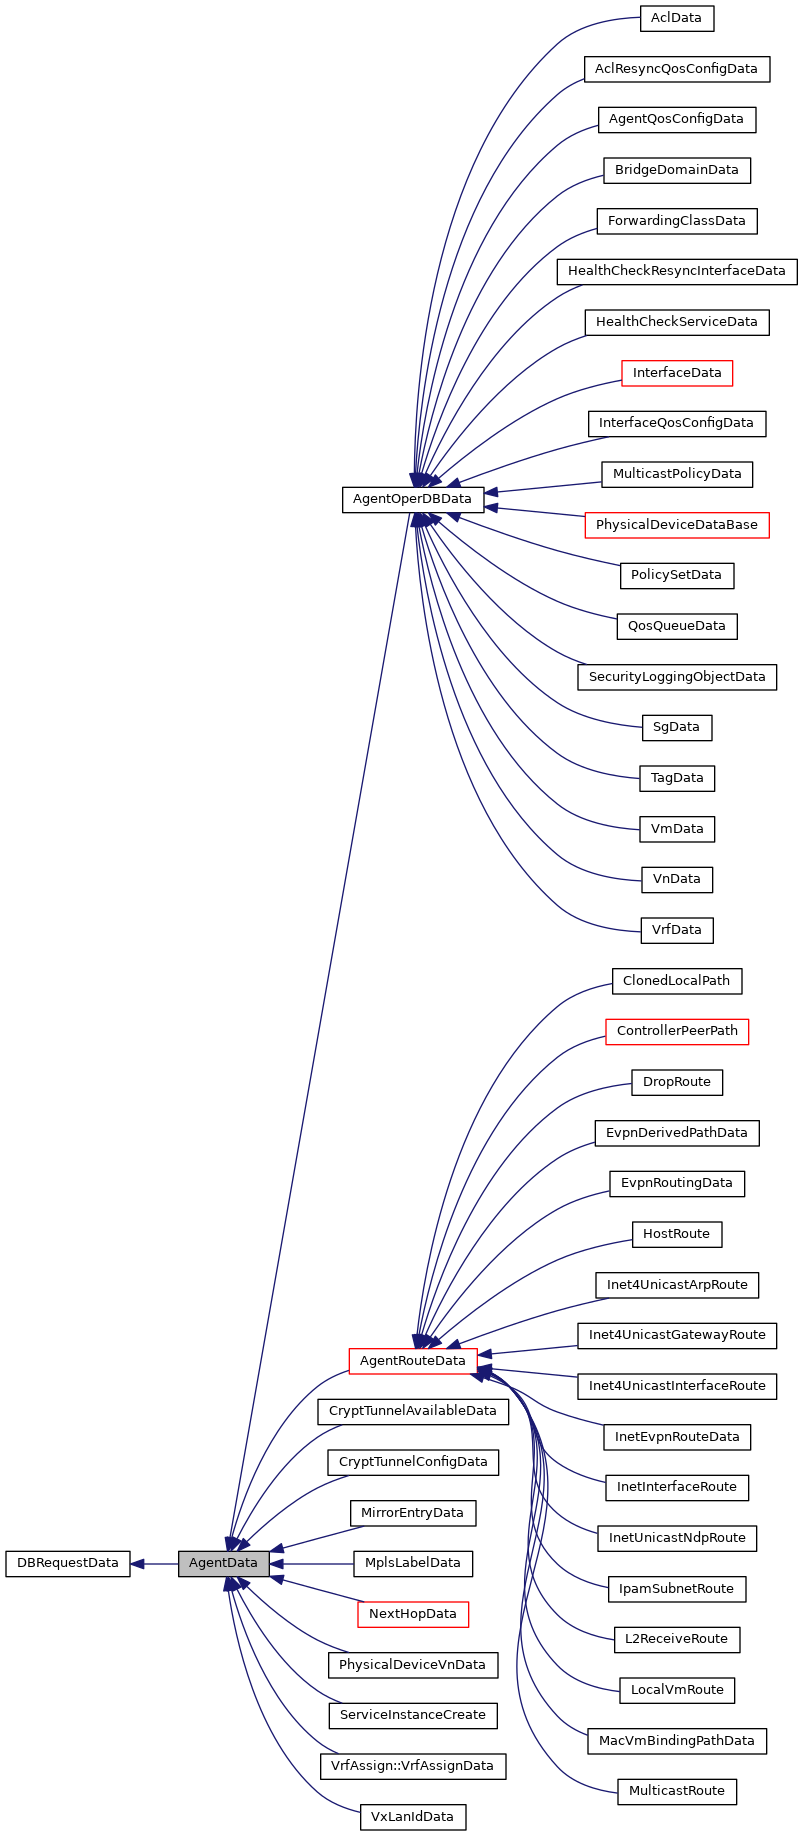 AclData
AclResyncQosConfigData
AgentQosConfigData
BridgeDomainData
ForwardingClassData
HealthCheckResyncInterfaceData
HealthCheckServiceData
InterfaceData
InterfaceQosConfigData
MulticastPolicyData
AgentOperDBData
PhysicalDeviceDataBase
PolicySetData
QosQueueData
SecurityLoggingObjectData
SgData
TagData
VmData
VnData
VrfData
ClonedLocalPath
ControllerPeerPath
DropRoute
EvpnDerivedPathData
EvpnRoutingData
HostRoute
Inet4UnicastArpRoute
Inet4UnicastGatewayRoute
AgentRouteData
Inet4UnicastInterfaceRoute
CryptTunnelAvailableData
InetEvpnRouteData
CryptTunnelConfigData
InetInterfaceRoute
MirrorEntryData
InetUnicastNdpRoute
DBRequestData
AgentData
MplsLabelData
IpamSubnetRoute
NextHopData
L2ReceiveRoute
PhysicalDeviceVnData
LocalVmRoute
ServiceInstanceCreate
MacVmBindingPathData
VrfAssign::VrfAssignData
MulticastRoute
VxLanIdData